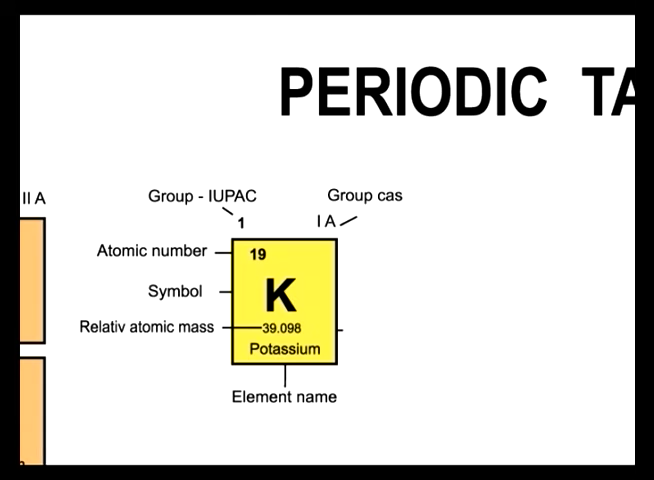 PERIODIC TA
II A
Group - IUPAC
Group cas
1
I A
Atomic number
19
Symbol
K
Relativ atomic mass
39.098
Potassium
Element name